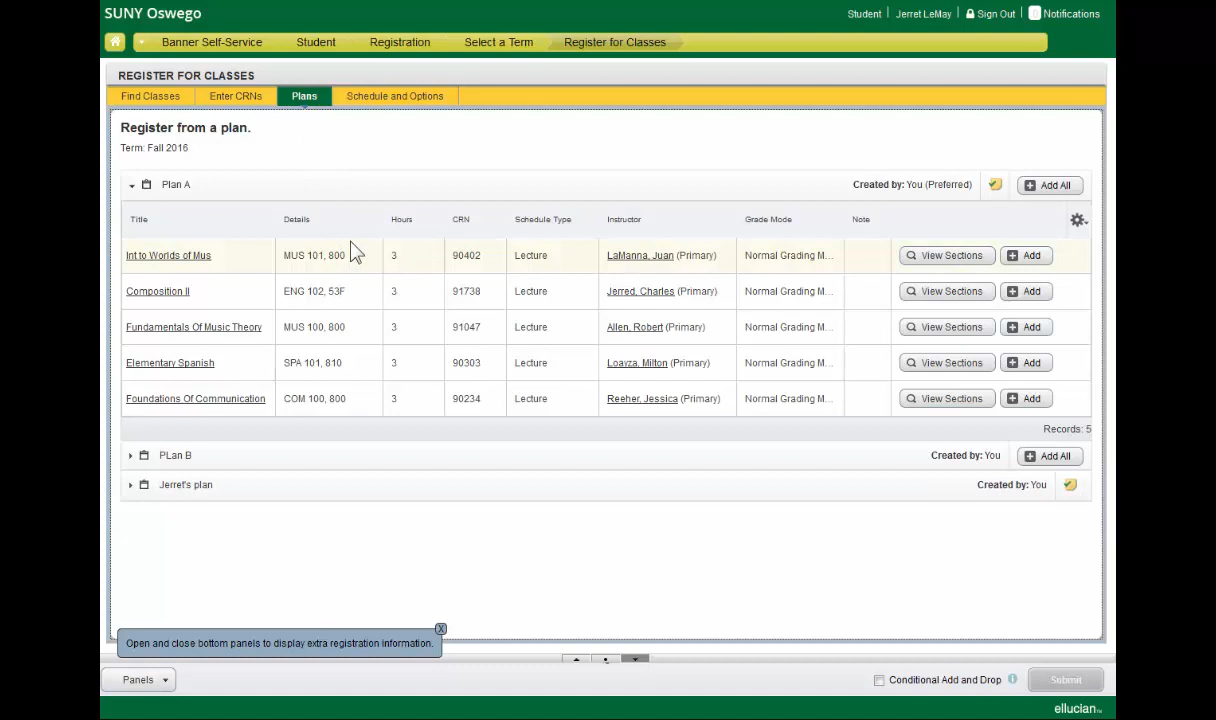 SUNY Oswego
Student Jerret LeMay Sign Out Notifications
Banner Self-Service Student Registration Select a Term Register for Classes
REGISTER FOR CLASSES
Find Classes Enter CRNs Plans Schedule and Options
Register from a plan.
Term: Fall 2016
Plan A Created by: You (Preferred) Add All
Title Details Hours CRN Schedule Type Instructor Grade Mode Note
Int to Worlds of Mus MUS 101, 800 3 90402 Lecture LaManna, Juan (Primary) Normal Grading M... View Sections Add
Composition II ENG 102, 53F 3 91738 Lecture Jerred, Charles (Primary) Normal Grading M... View Sections Add
Fundamentals Of Music Theory MUS 100, 800 3 91047 Lecture Allen, Robert (Primary) Normal Grading M... View Sections Add
Elementary Spanish SPA 101, 810 3 90303 Lecture Loayza, Milton (Primary) Normal Grading M... View Sections Add
Foundations Of Communication COM 100, 800 3 90234 Lecture Reeher, Jessica (Primary) Normal Grading M... View Sections Add
Records: 5
PLan B Created by: You Add All
Jerret's plan Created by: You
Open and close bottom panels to display extra registration information. X
Panels Conditional Add and Drop Submit
ellucian